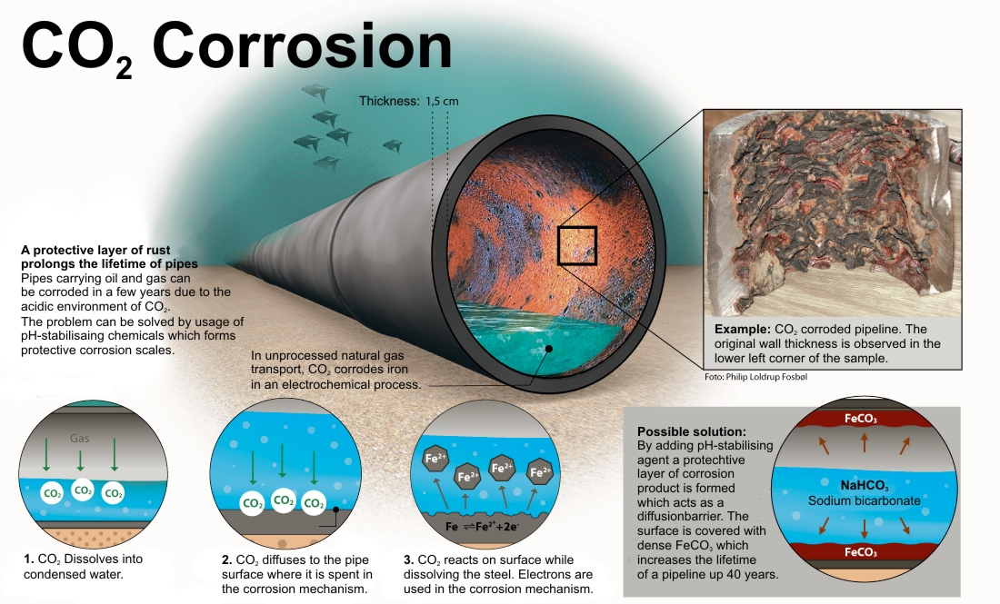 CO₂ Corrosion
Thickness: 1,5 cm
A protective layer of rust
prolongs the lifetime of pipes
Pipes carrying oil and gas can
be corroded in a few years due to the
acidic environment of CO₂.
The problem can be solved by usage of
pH-stabilisaing chemicals which forms
protective corrosion scales.
In unprocessed natural gas
transport, CO₂ corrodes iron
in an electrochemical process.
Example: CO₂ corroded pipeline. The
original wall thickness is observed in the
lower left corner of the sample.
Foto: Philip Loldrup Fosbøl
Gas
CO₂
CO₂
CO₂
1. CO₂ Dissolves into
condensed water.
CO₂
CO₂
CO₂
2. CO₂ diffuses to the pipe
surface where it is spent in
the corrosion mechanism.
Fe²⁺
Fe²⁺
Fe²⁺
Fe²⁺
Fe ⇌Fe²⁺+2e⁻
3. CO₂ reacts on surface while
dissolving the steel. Electrons are
used in the corrosion mechanism.
Possible solution:
By adding pH-stabilising
agent a protechtive
layer of corrosion
product is formed
which acts as a
diffusionbarrier. The
surface is covered with
dense FeCO₃ which
increases the lifetime
of a pipeline up 40 years.
FeCO₃
NaHCO₃
Sodium bicarbonate
FeCO₃